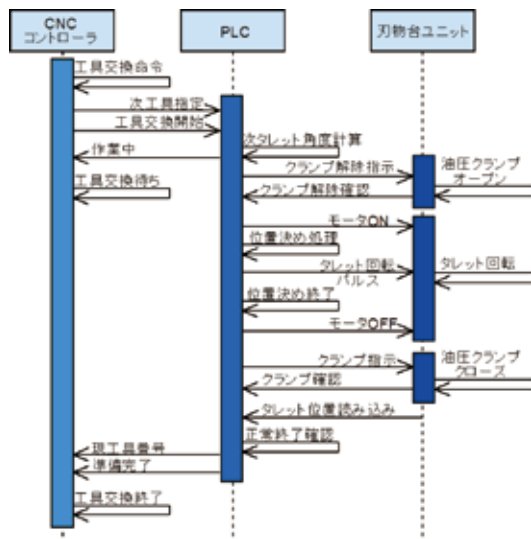 CNC
コントローラ
PLC
刃物台ユニット
工具交換命令
次工具指定
工具交換開始
次タレット角度計算
作業中
クランプ解除指示
油圧クランプ
オープン
工具交換待ち
クランプ解除確認
モータON
位置決め処理
タレット回転
パルス
タレット回転
位置決め終了
モータOFF
クランプ指示
油圧クランプ
クローズ
クランプ確認
タレット位置読み込み
正常終了確認
現工具番号
準備完了
工具交換終了